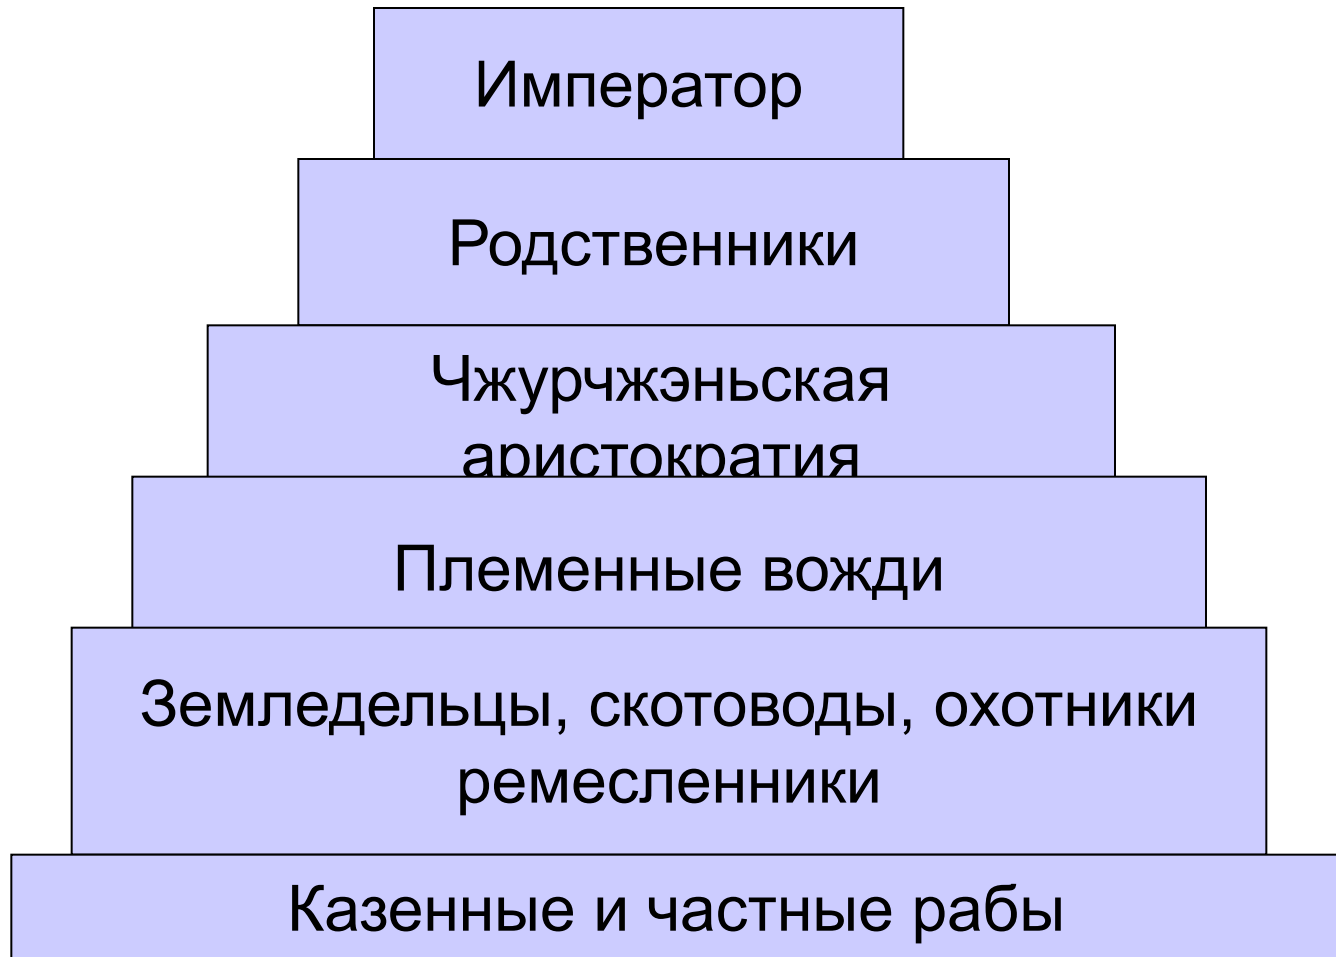 Император
Родственники
Чжурчжэньская
аристократия
Племенные вожди
Земледельцы, скотоводы, охотники
ремесленники
Казенные и частные рабы